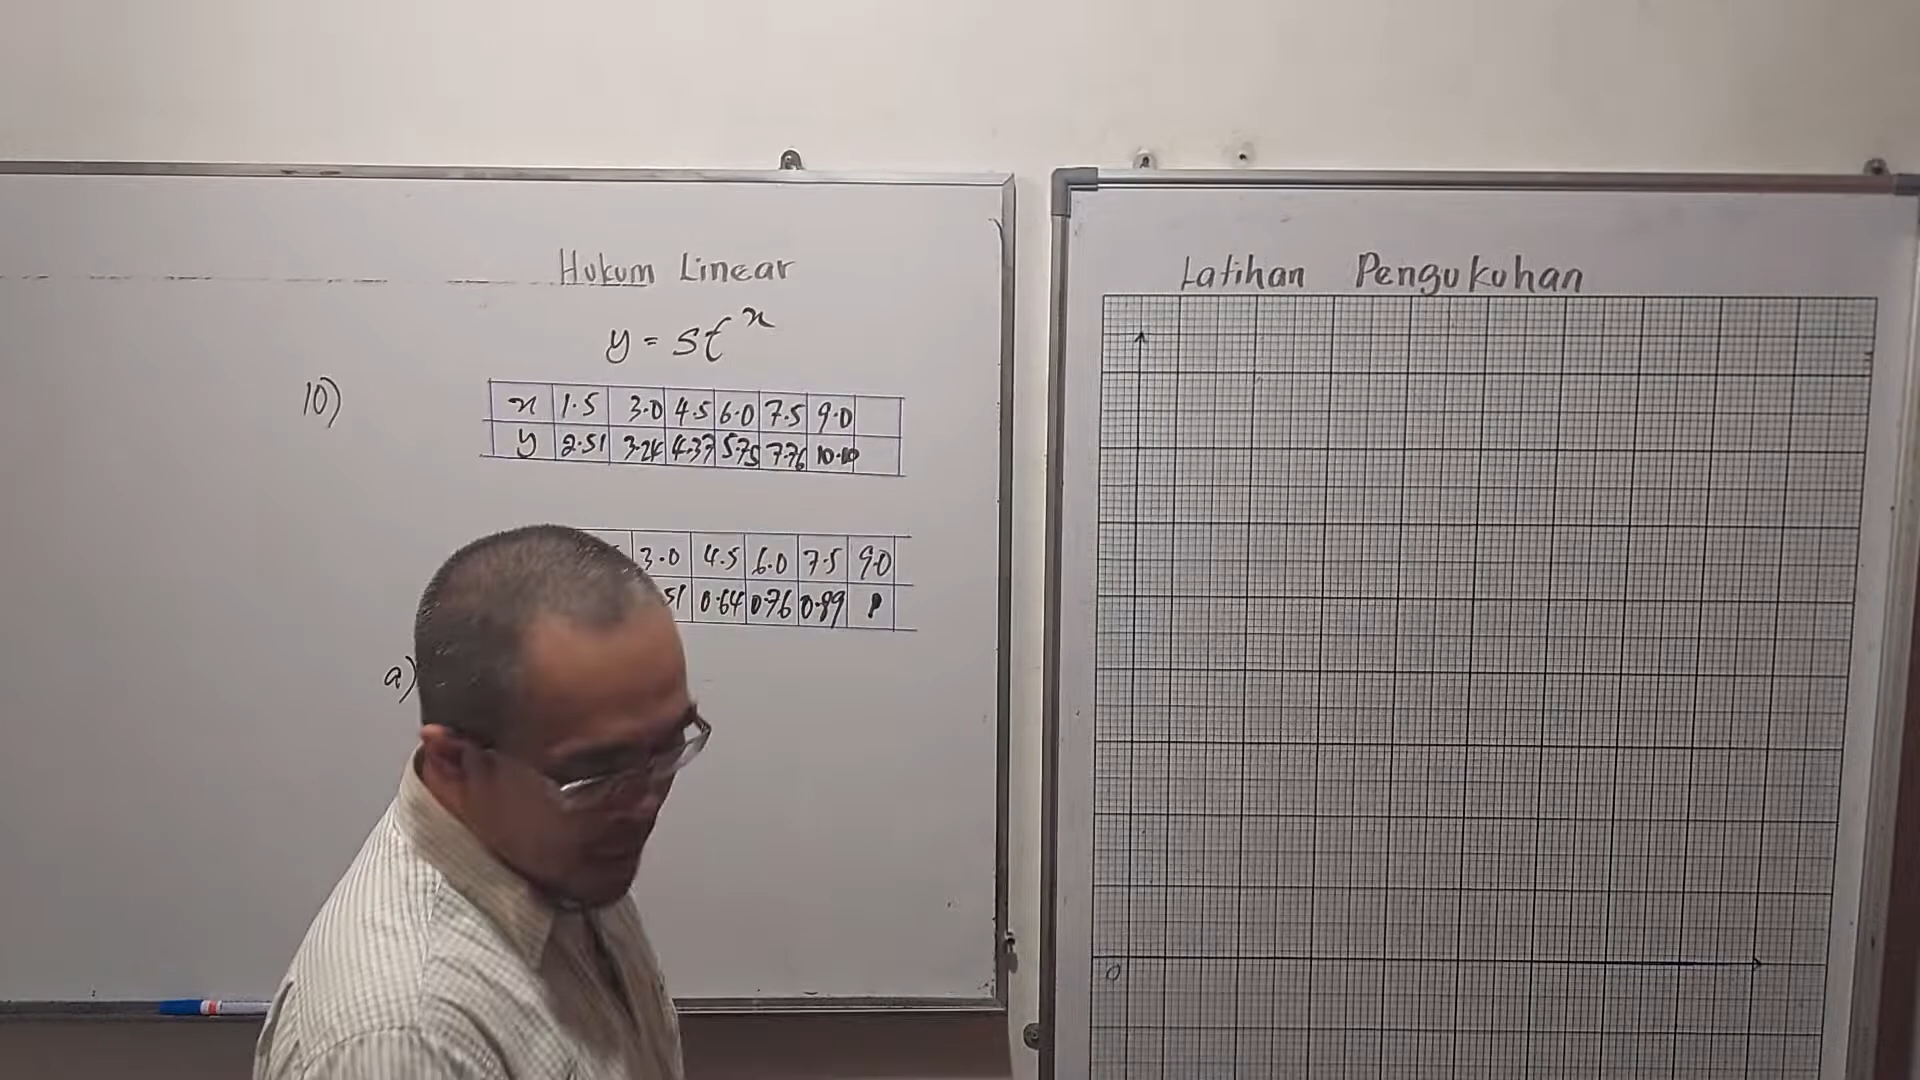 Hukum Linear
y = st^x
10)
x 1.5 3.0 4.5 6.0 7.5 9.0
y 2.51 3.24 4.37 5.75 7.76 10.00
3.0 4.5 6.0 7.5 9.0
51 0.64 0.76 0.89 1
a)
Latihan Pengukuhan
0